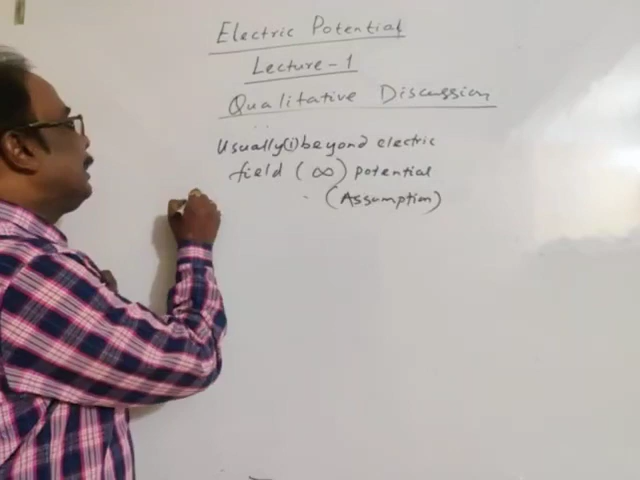 Electric Potential
Lecture - 1
Qualitative Discussion
Usually (i) beyond electric
field (∞) potential
(Assumption)